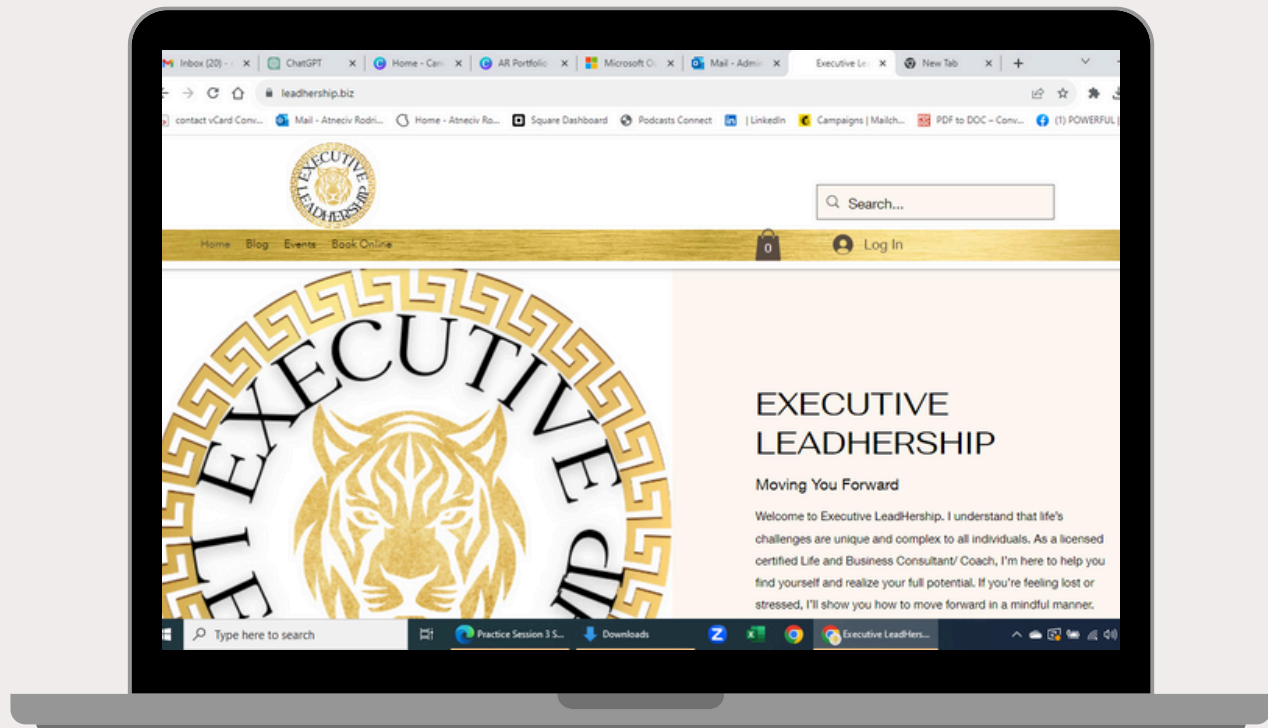 Inbox (20) -
ChatGPT
Home - Can
AR Portfolio
Microsoft O
Mail - Admi
Executive Le
New Tab
leadhership.biz
contact vCard Conv...
Mail - Atneciv Rodri...
Home - Atneciv Ro...
Square Dashboard
Podcasts Connect
| LinkedIn
Campaigns | Mailch...
PDF to DOC – Conv...
(1) POWERFUL |
EXECUTIVE
LEADHERSHIP
Search...
Home
Blog
Events
Book Online
0
Log In
EXECUTIVE
EXECUTIVE
LEADHERSHIP
Moving You Forward
Welcome to Executive LeadHership. I understand that life's
challenges are unique and complex to all individuals. As a licensed
certified Life and Business Consultant/ Coach, I'm here to help you
find yourself and realize your full potential. If you're feeling lost or
stressed, I'll show you how to move forward in a mindful manner.
Type here to search
Practice Session 3 S...
Downloads
Executive LeadHers...